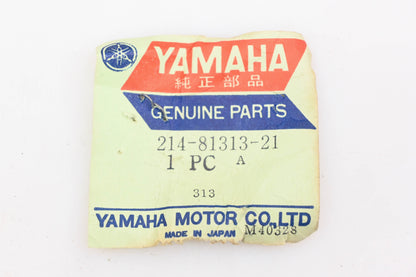 YAMAHA
純正部品
GENUINE PARTS
214-81313-21
1 PC A
313
YAMAHA MOTOR CO.,LTD
MADE IN JAPAN M40328